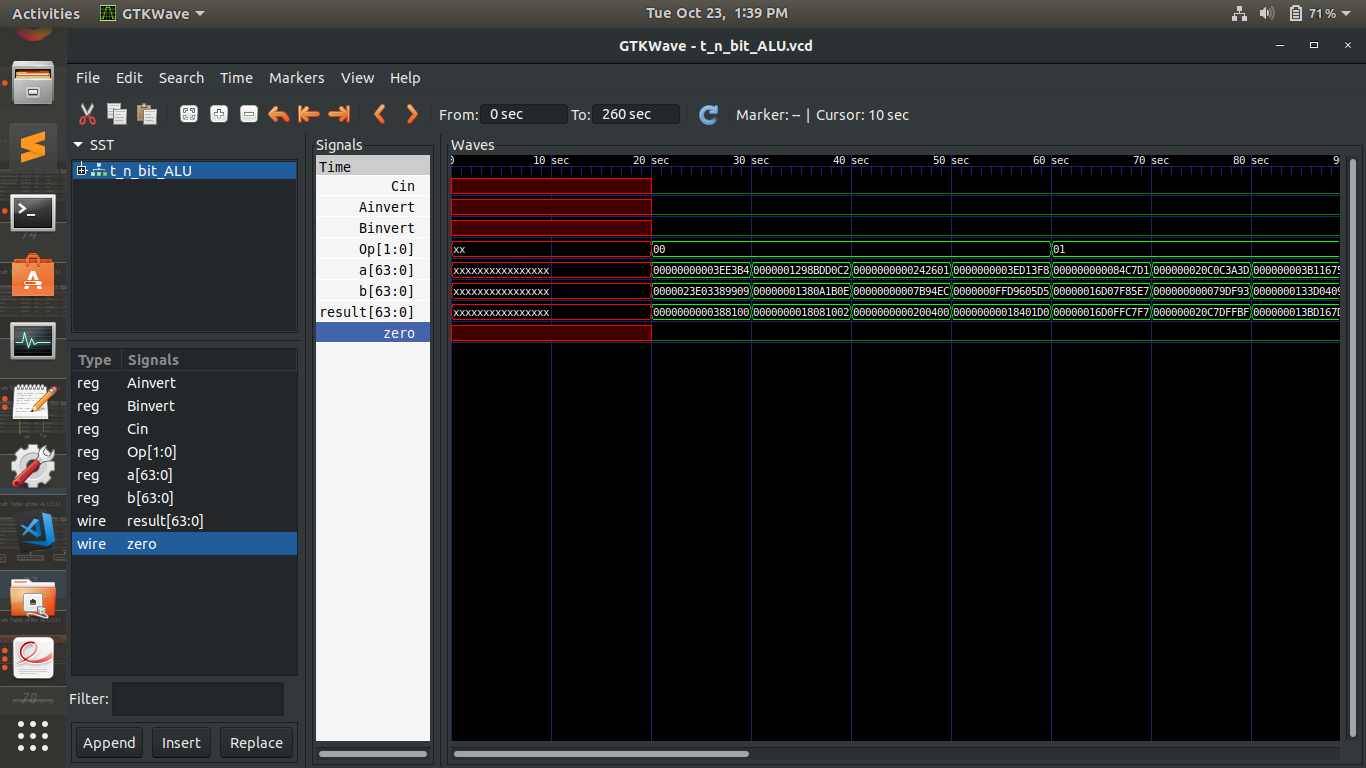 Activities GTKWave Tue Oct 23, 1:39 PM 71%
GTKWave - t_n_bit_ALU.vcd
File Edit Search Time Markers View Help
From: 0 sec To: 260 sec Marker: -- | Cursor: 10 sec
SST
t_n_bit_ALU
Type Signals
reg Ainvert
reg Binvert
reg Cin
reg Op[1:0]
reg a[63:0]
reg b[63:0]
wire result[63:0]
wire zero
Filter:
Append Insert Replace
Signals
Time
Cin
Ainvert
Binvert
Op[1:0]
a[63:0]
b[63:0]
result[63:0]
zero
Waves
0 10 sec 20 sec 30 sec 40 sec 50 sec 60 sec 70 sec 80 sec 9
xx 00 01
xxxxxxxxxxxxxxxx 00000000003EE3B4 0000001298BDD0C2 0000000000242601 0000000003ED13F8 000000000084C7D1 000000020C0C3A3D 00000000003B11675
xxxxxxxxxxxxxxxx 0000023E03389909 00000001380A1B0E 00000000007B94EC 0000000FFD9605D5 00000016D07F85E7 000000000079DF93 0000000133D0409
xxxxxxxxxxxxxxxx 0000000000388100 0000000018081002 0000000000200400 00000000018401D0 00000016D0FFC7F7 000000020C7DFFBF 000000013BD167D